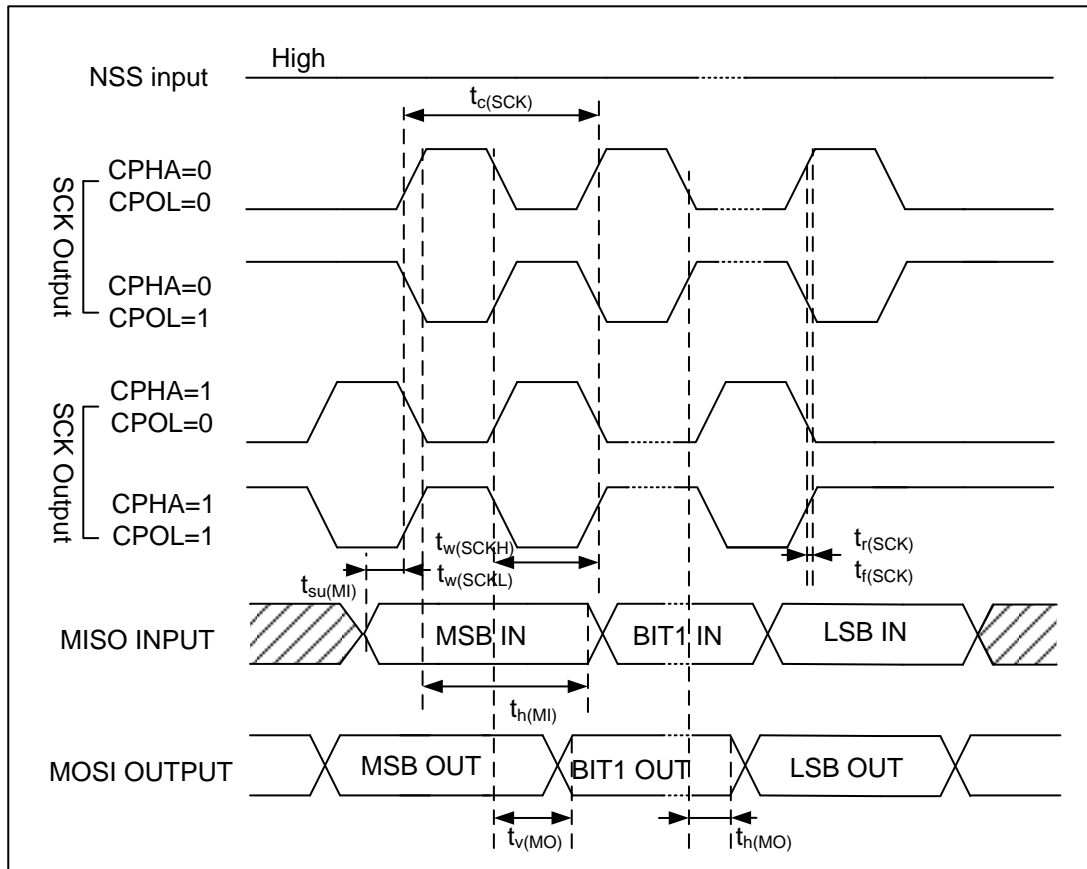 High
NSS input
tc(SCK)
SCK Output
CPHA=0
CPOL=0
CPHA=0
CPOL=1
SCK Output
CPHA=1
CPOL=0
CPHA=1
CPOL=1
tw(SCKH)
tw(SCKL)
tr(SCK)
tf(SCK)
tsu(MI)
MISO INPUT
MSB IN
BIT1 IN
LSB IN
th(MI)
MOSI OUTPUT
MSB OUT
BIT1 OUT
LSB OUT
tv(MO)
th(MO)